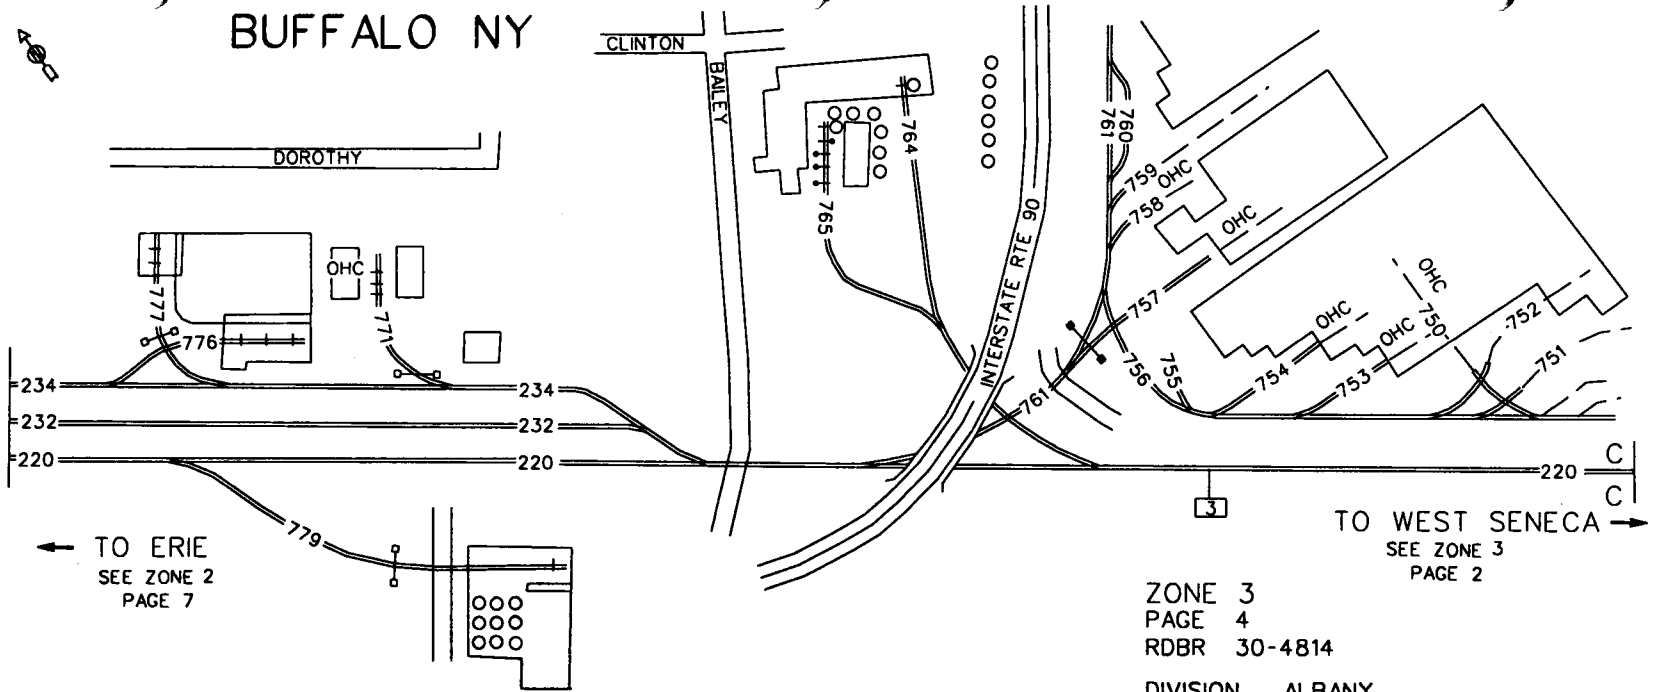 BUFFALO NY
CLINTON
BAILEY
DOROTHY
764
765
761
760
759
OHC
758
OHC
INTERSTATE RTE 90
757
OHC
750
752
OHC
OHC
751
756
755
754
753
761
777
776
OHC
771
234
234
232
232
220
220
220
C
C
3
779
TO ERIE
SEE ZONE 2
PAGE 7
TO WEST SENECA
SEE ZONE 3
PAGE 2
ZONE 3
PAGE 4
RDBR 30-4814
DIVISION ALBANY